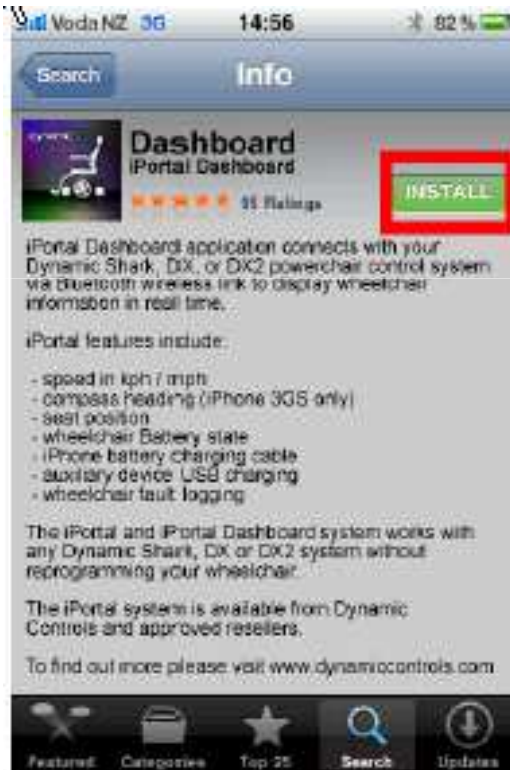 Voda NZ 3G 14:56 82 %
Search Info
Dashboard
iPortal Dashboard
Ratings
INSTALL
iPortal Dashboard application connects with your
Dynamic Shark, DX, or DX2 powerchair control system
via Bluetooth wireless link to display wheelchair
information in real time.
iPortal features include:
- speed in kph / mph
- compass heading (iPhone 3GS only)
- seat position
- wheelchair Battery state
- iPhone battery charging cable
- auxiliary device USB charging
- wheelchair fault logging
The iPortal and iPortal Dashboard system works with
any Dynamic Shark, DX or DX2 system without
reprogramming your wheelchair.
The iPortal system is available from Dynamic
Controls and approved resellers.
To find out more please visit www.dynamiccontrols.com
Featured Categories Top 25 Search Updates